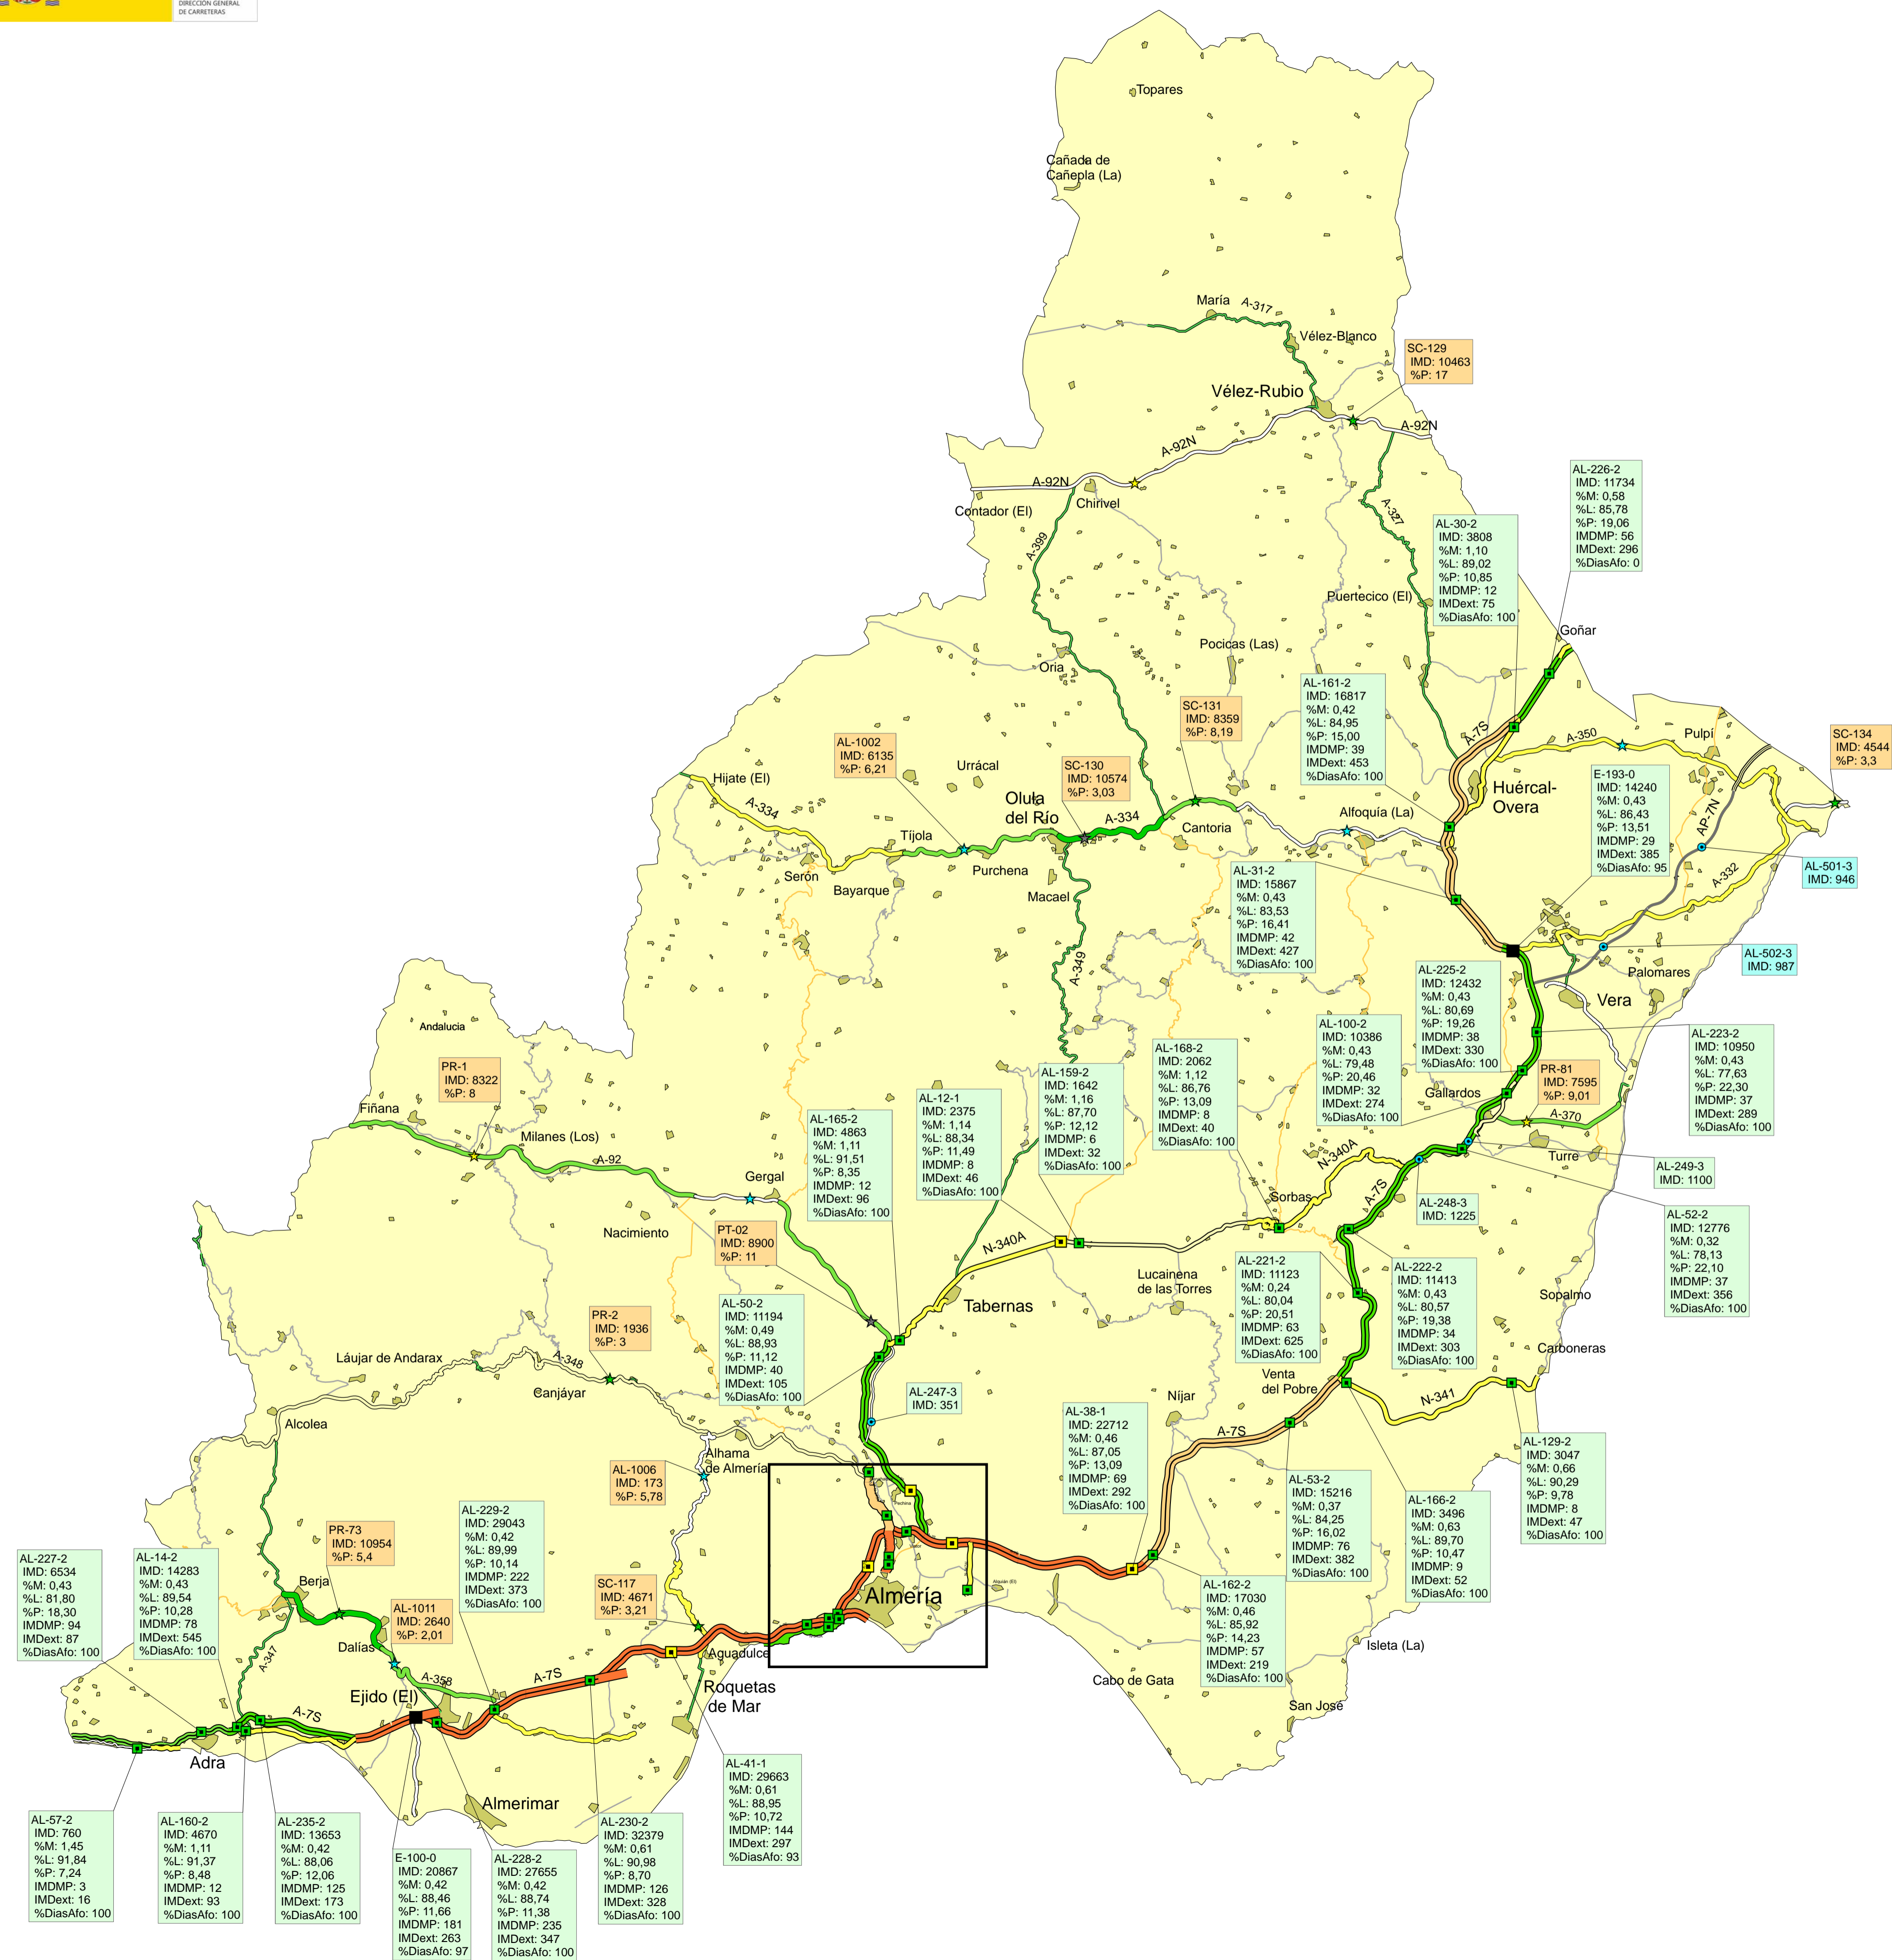 DIRECCIÓN GENERAL
DE CARRETERAS
Topares
Cañada de
Cañepla (La)
María
A-317
Vélez-Blanco
SC-129
IMD: 10463
%P: 17
Vélez-Rubio
A-92N
A-92N
A-92N
Contador (El)
Chirivel
A-399
A-327
AL-226-2
IMD: 11734
%M: 0,58
%L: 85,78
%P: 19,06
IMDMP: 56
IMDext: 296
%DiasAfo: 0
AL-30-2
IMD: 3808
%M: 1,10
%L: 89,02
%P: 10,85
IMDMP: 12
IMDext: 75
%DiasAfo: 100
Puertecico (El)
Goñar
Pocicas (Las)
Oria
AL-161-2
IMD: 16817
%M: 0,42
%L: 84,95
%P: 15,00
IMDMP: 39
IMDext: 453
%DiasAfo: 100
SC-131
IMD: 8359
%P: 8,19
A-7S
A-350
Pulpí
SC-134
IMD: 4544
%P: 3,3
AL-1002
IMD: 6135
%P: 6,21
Urrácal
SC-130
IMD: 10574
%P: 3,03
Hijate (El)
A-334
Olula
del Río
A-334
Cantoria
Alfoquía (La)
Huércal-
Overa
E-193-0
IMD: 14240
%M: 0,43
%L: 86,43
%P: 13,51
IMDMP: 29
IMDext: 385
%DiasAfo: 95
AP-7N
A-332
AL-501-3
IMD: 946
Tíjola
Serón
Bayarque
Purchena
Macael
AL-31-2
IMD: 15867
%M: 0,43
%L: 83,53
%P: 16,41
IMDMP: 42
IMDext: 427
%DiasAfo: 100
A-349
AL-502-3
IMD: 987
Palomares
Vera
AL-225-2
IMD: 12432
%M: 0,43
%L: 80,69
%P: 19,26
IMDMP: 38
IMDext: 330
%DiasAfo: 100
Andalucia
AL-100-2
IMD: 10386
%M: 0,43
%L: 79,48
%P: 20,46
IMDMP: 32
IMDext: 274
%DiasAfo: 100
AL-223-2
IMD: 10950
%M: 0,43
%L: 77,63
%P: 22,30
IMDMP: 37
IMDext: 289
%DiasAfo: 100
PR-1
IMD: 8322
%P: 8
AL-168-2
IMD: 2062
%M: 1,12
%L: 86,76
%P: 13,09
IMDMP: 8
IMDext: 40
%DiasAfo: 100
AL-159-2
IMD: 1642
%M: 1,16
%L: 87,70
%P: 12,12
IMDMP: 6
IMDext: 32
%DiasAfo: 100
PR-81
IMD: 7595
%P: 9,01
Gallardos
A-370
Turre
AL-12-1
IMD: 2375
%M: 1,14
%L: 88,34
%P: 11,49
IMDMP: 8
IMDext: 46
%DiasAfo: 100
AL-165-2
IMD: 4863
%M: 1,11
%L: 91,51
%P: 8,35
IMDMP: 12
IMDext: 96
%DiasAfo: 100
Fiñana
Milanes (Los)
A-92
Gergal
Nacimiento
N-340A
AL-249-3
IMD: 1100
Sorbas
A-7S
AL-248-3
IMD: 1225
AL-52-2
IMD: 12776
%M: 0,32
%L: 78,13
%P: 22,10
IMDMP: 37
IMDext: 356
%DiasAfo: 100
PT-02
IMD: 8900
%P: 11
N-340A
Lucainena
de las Torres
AL-221-2
IMD: 11123
%M: 0,24
%L: 80,04
%P: 20,51
IMDMP: 63
IMDext: 625
%DiasAfo: 100
AL-222-2
IMD: 11413
%M: 0,43
%L: 80,57
%P: 19,38
IMDMP: 34
IMDext: 303
%DiasAfo: 100
Sopalmo
Tabernas
AL-50-2
IMD: 11194
%M: 0,49
%L: 88,93
%P: 11,12
IMDMP: 40
IMDext: 105
%DiasAfo: 100
PR-2
IMD: 1936
%P: 3
Láujar de Andarax
A-348
Canjáyar
Carboneras
Venta
del Pobre
Níjar
AL-247-3
IMD: 351
N-341
AL-38-1
IMD: 22712
%M: 0,46
%L: 87,05
%P: 13,09
IMDMP: 69
IMDext: 292
%DiasAfo: 100
A-7S
Alcolea
Alhama
de Almería
AL-1006
IMD: 173
%P: 5,78
AL-129-2
IMD: 3047
%M: 0,66
%L: 90,29
%P: 9,78
IMDMP: 8
IMDext: 47
%DiasAfo: 100
AL-53-2
IMD: 15216
%M: 0,37
%L: 84,25
%P: 16,02
IMDMP: 76
IMDext: 382
%DiasAfo: 100
AL-166-2
IMD: 3496
%M: 0,63
%L: 89,70
%P: 10,47
IMDMP: 9
IMDext: 52
%DiasAfo: 100
Pechina
AL-229-2
IMD: 29043
%M: 0,42
%L: 89,99
%P: 10,14
IMDMP: 222
IMDext: 373
%DiasAfo: 100
PR-73
IMD: 10954
%P: 5,4
AL-227-2
IMD: 6534
%M: 0,43
%L: 81,80
%P: 18,30
IMDMP: 94
IMDext: 87
%DiasAfo: 100
AL-14-2
IMD: 14283
%M: 0,43
%L: 89,54
%P: 10,28
IMDMP: 78
IMDext: 545
%DiasAfo: 100
Berja
SC-117
IMD: 4671
%P: 3,21
Almería
Alquián (El)
AL-162-2
IMD: 17030
%M: 0,46
%L: 85,92
%P: 14,23
IMDMP: 57
IMDext: 219
%DiasAfo: 100
AL-1011
IMD: 2640
%P: 2,01
Dalías
A-347
A-358
Aguadulce
Isleta (La)
Cabo de Gata
San José
A-7S
Ejido (El)
Roquetas
de Mar
A-7S
Adra
Almerimar
AL-41-1
IMD: 29663
%M: 0,61
%L: 88,95
%P: 10,72
IMDMP: 144
IMDext: 297
%DiasAfo: 93
AL-57-2
IMD: 760
%M: 1,45
%L: 91,84
%P: 7,24
IMDMP: 3
IMDext: 16
%DiasAfo: 100
AL-160-2
IMD: 4670
%M: 1,11
%L: 91,37
%P: 8,48
IMDMP: 12
IMDext: 93
%DiasAfo: 100
AL-235-2
IMD: 13653
%M: 0,42
%L: 88,06
%P: 12,06
IMDMP: 125
IMDext: 173
%DiasAfo: 100
E-100-0
IMD: 20867
%M: 0,42
%L: 88,46
%P: 11,66
IMDMP: 181
IMDext: 263
%DiasAfo: 97
AL-228-2
IMD: 27655
%M: 0,42
%L: 88,74
%P: 11,38
IMDMP: 235
IMDext: 347
%DiasAfo: 100
AL-230-2
IMD: 32379
%M: 0,61
%L: 90,98
%P: 8,70
IMDMP: 126
IMDext: 328
%DiasAfo: 100